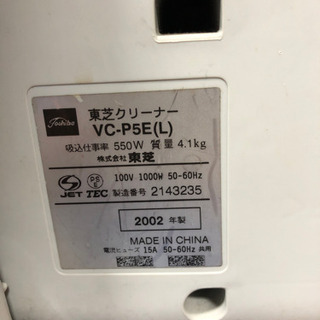 Toshiba
東芝クリーナー
VC-P5E(L)
吸込仕事率 550W 質量 4.1kg
株式会社 東芝
100V 1000W 50-60Hz
JET PSE TEC 製造番号 2143235
2002 年製
MADE IN CHINA
電流ヒューズ 15A 50-60Hz 共用